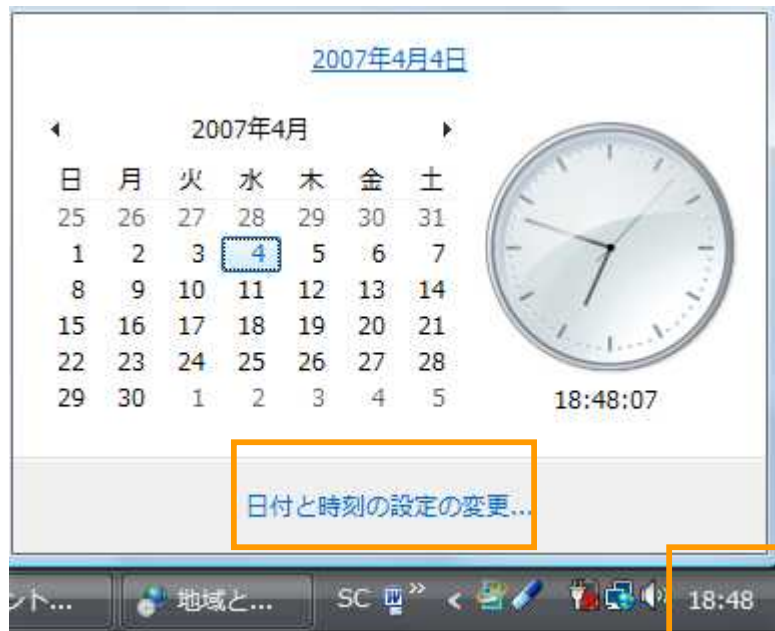 2007年4月4日
2007年4月
日 月 火 水 木 金 土
25 26 27 28 29 30 31
1 2 3 4 5 6 7
8 9 10 11 12 13 14
15 16 17 18 19 20 21
22 23 24 25 26 27 28
29 30 1 2 3 4 5
18:48:07
日付と時刻の設定の変更...
ント... 地域と... SC » < 18:48